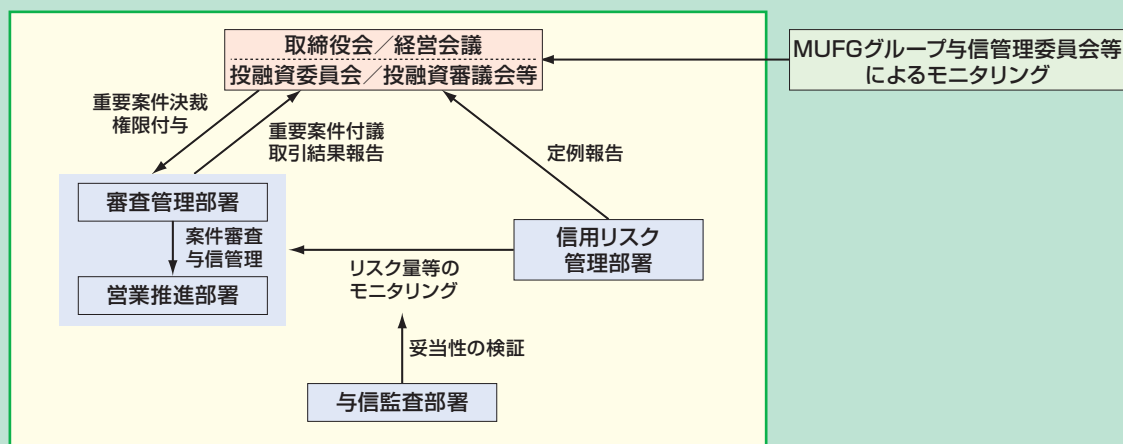 取締役会／経営会議
投融資委員会／投融資審議会等
MUFGグループ与信管理委員会等
によるモニタリング
重要案件決裁
権限付与
重要案件付議
取引結果報告
定例報告
審査管理部署
案件審査
与信管理
営業推進部署
信用リスク
管理部署
リスク量等の
モニタリング
妥当性の検証
与信監査部署